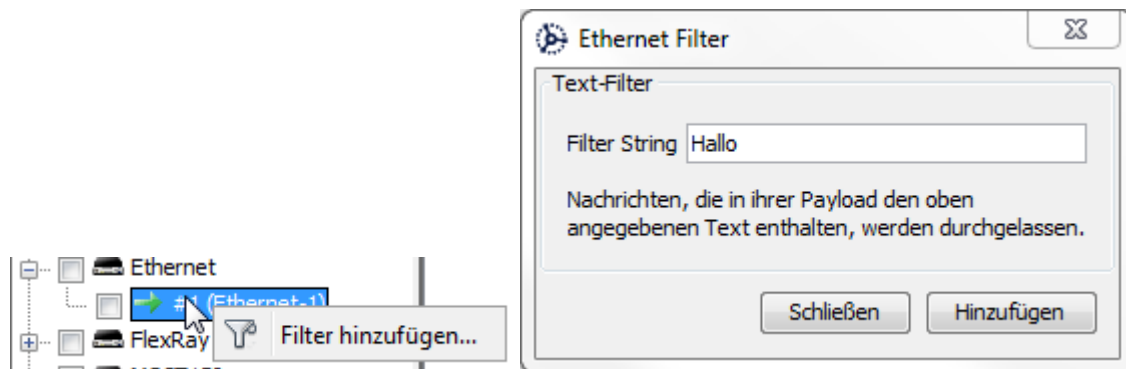 Ethernet
#1 (Ethernet-1)
FlexRay
Filter hinzufügen...
Ethernet Filter
Text-Filter
Filter String Hallo
Nachrichten, die in ihrer Payload den oben
angegebenen Text enthalten, werden durchgelassen.
Schließen Hinzufügen